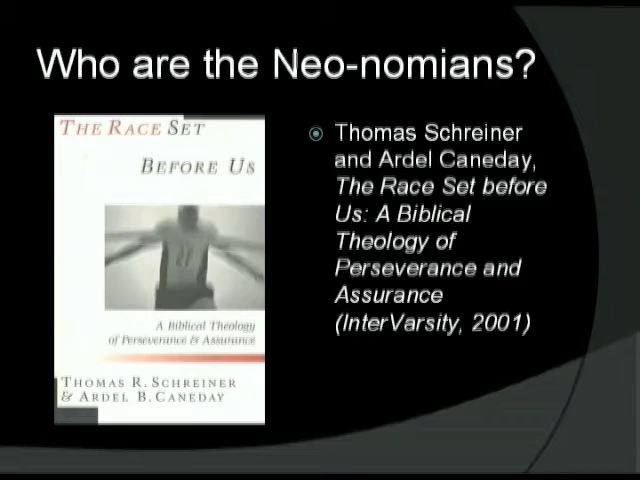 Who are the Neo-nomians?
THE RACE SET
BEFORE US
A Biblical Theology
of Perseverance & Assurance
THOMAS R. SCHREINER
& ARDEL B. CANEDAY
Thomas Schreiner
and Ardel Caneday,
The Race Set before
Us: A Biblical
Theology of
Perseverance and
Assurance
(InterVarsity, 2001)